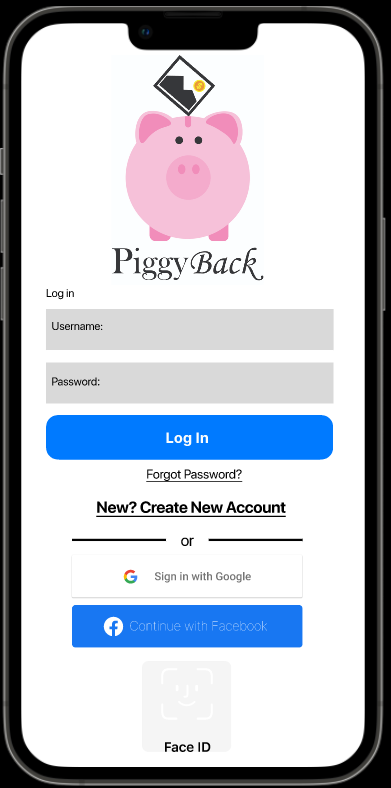 PiggyBack
Log in
Username:
Password:
Log In
Forgot Password?
New? Create New Account
or
Sign in with Google
Continue with Facebook
Face ID